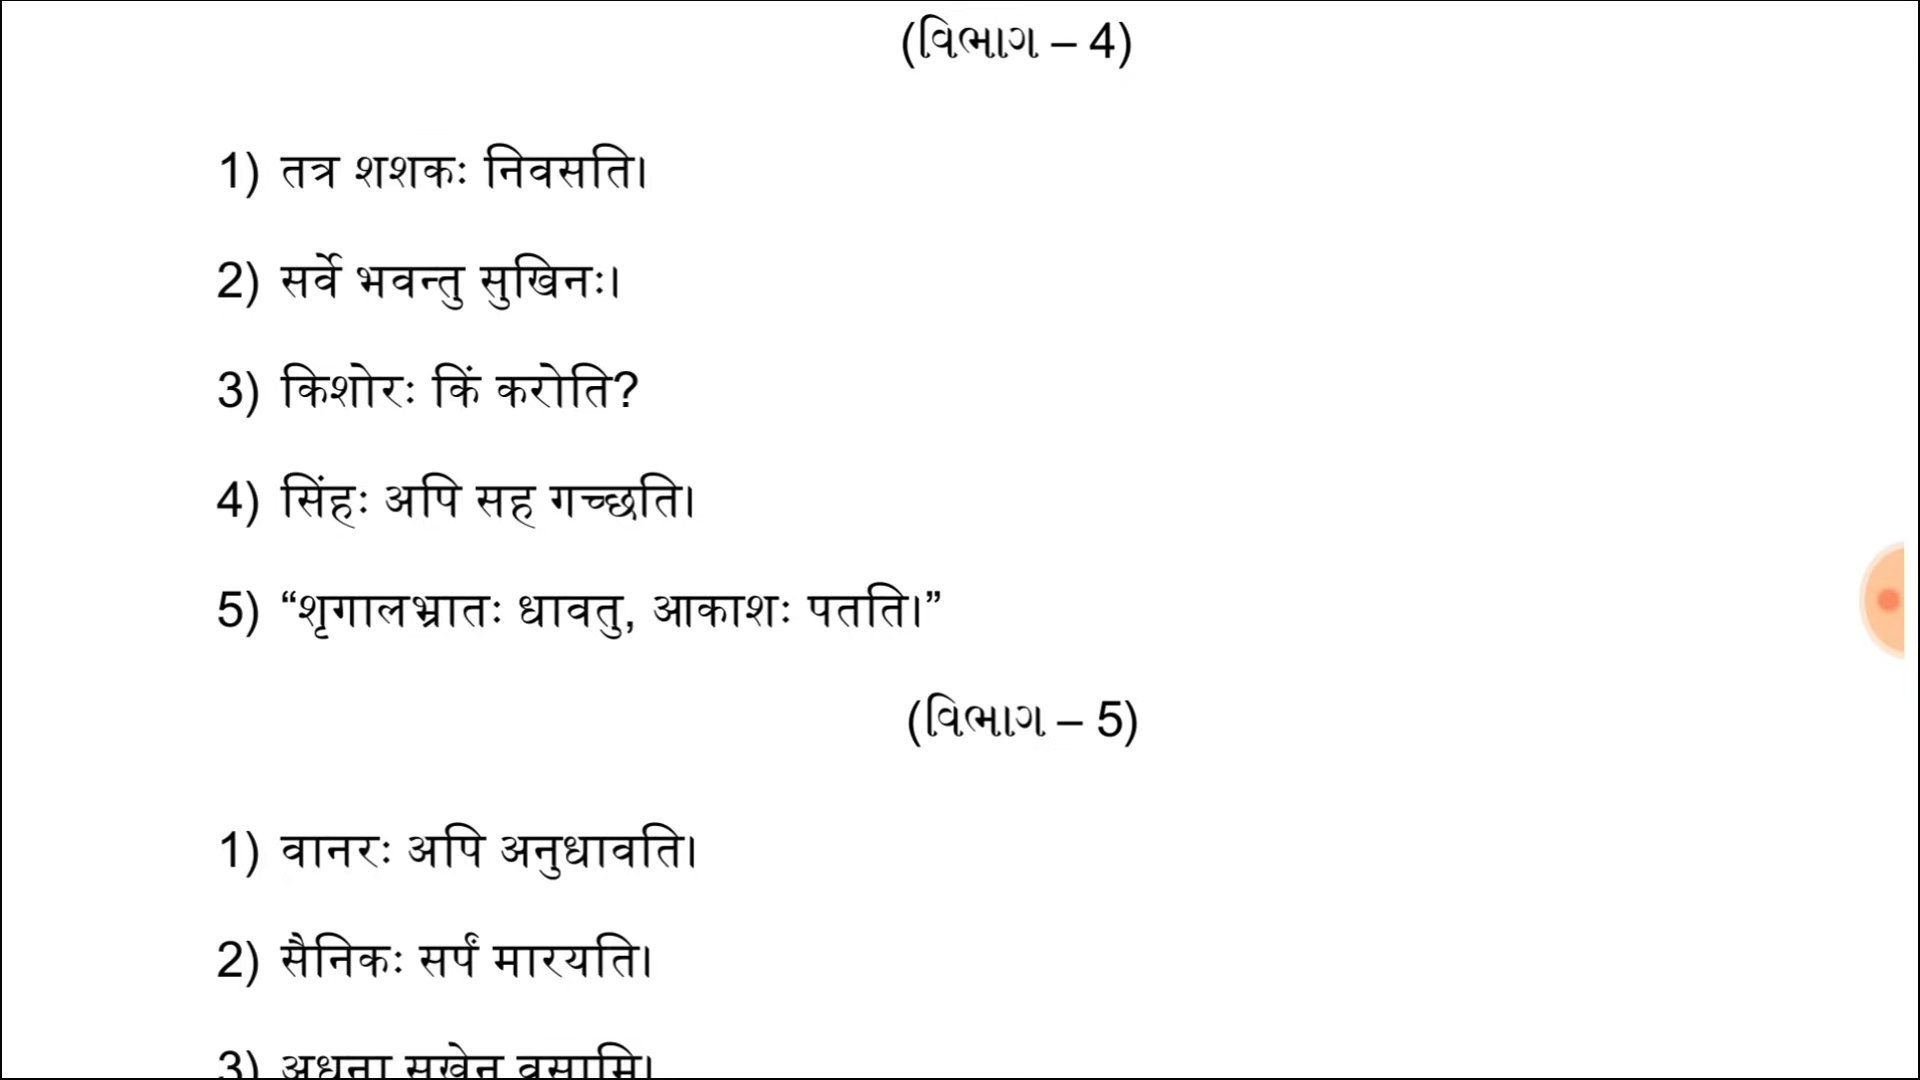 (વિભાગ – 4)
1) तत्र शशकः निवसति।
2) सर्वे भवन्तु सुखिनः।
3) किशोरः किं करोति?
4) सिंहः अपि सह गच्छति।
5) “शृगालभ्रातः धावतु, आकाशः पतति।”
(વિભાગ – 5)
1) वानरः अपि अनुधावति।
2) सैनिकः सर्पं मारयति।
3) अधुना सुखेन वसामि।